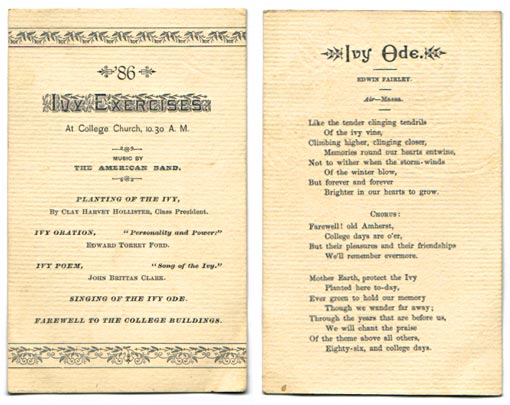 '86
Ivy Exercises.
At College Church, 10.30 A. M.
MUSIC BY
THE AMERICAN BAND.
PLANTING OF THE IVY,
By CLAY HARVEY HOLLISTER, Class President.
IVY ORATION, "Personality and Power."
EDWARD TORREY FORD.
IVY POEM, "Song of the Ivy."
JOHN BRITTAN CLARK.
SINGING OF THE IVY ODE.
FAREWELL TO THE COLLEGE BUILDINGS.
Ivy Ode.
EDWIN FAIRLEY.
Air—MASSA.
Like the tender clinging tendrils
Of the ivy vine,
Climbing higher, clinging closer,
Memories round our hearts entwine,
Not to wither when the storm-winds
Of the winter blow,
But forever and forever
Brighter in our hearts to grow.
CHORUS:
Farewell! old Amherst,
College days are o'er,
But their pleasures and their friendships
We'll remember evermore.
Mother Earth, protect the Ivy
Planted here to-day,
Ever green to hold our memory
Though we wander far away;
Through the years that are before us,
We will chant the praise
Of the theme above all others,
Eighty-six, and college days.